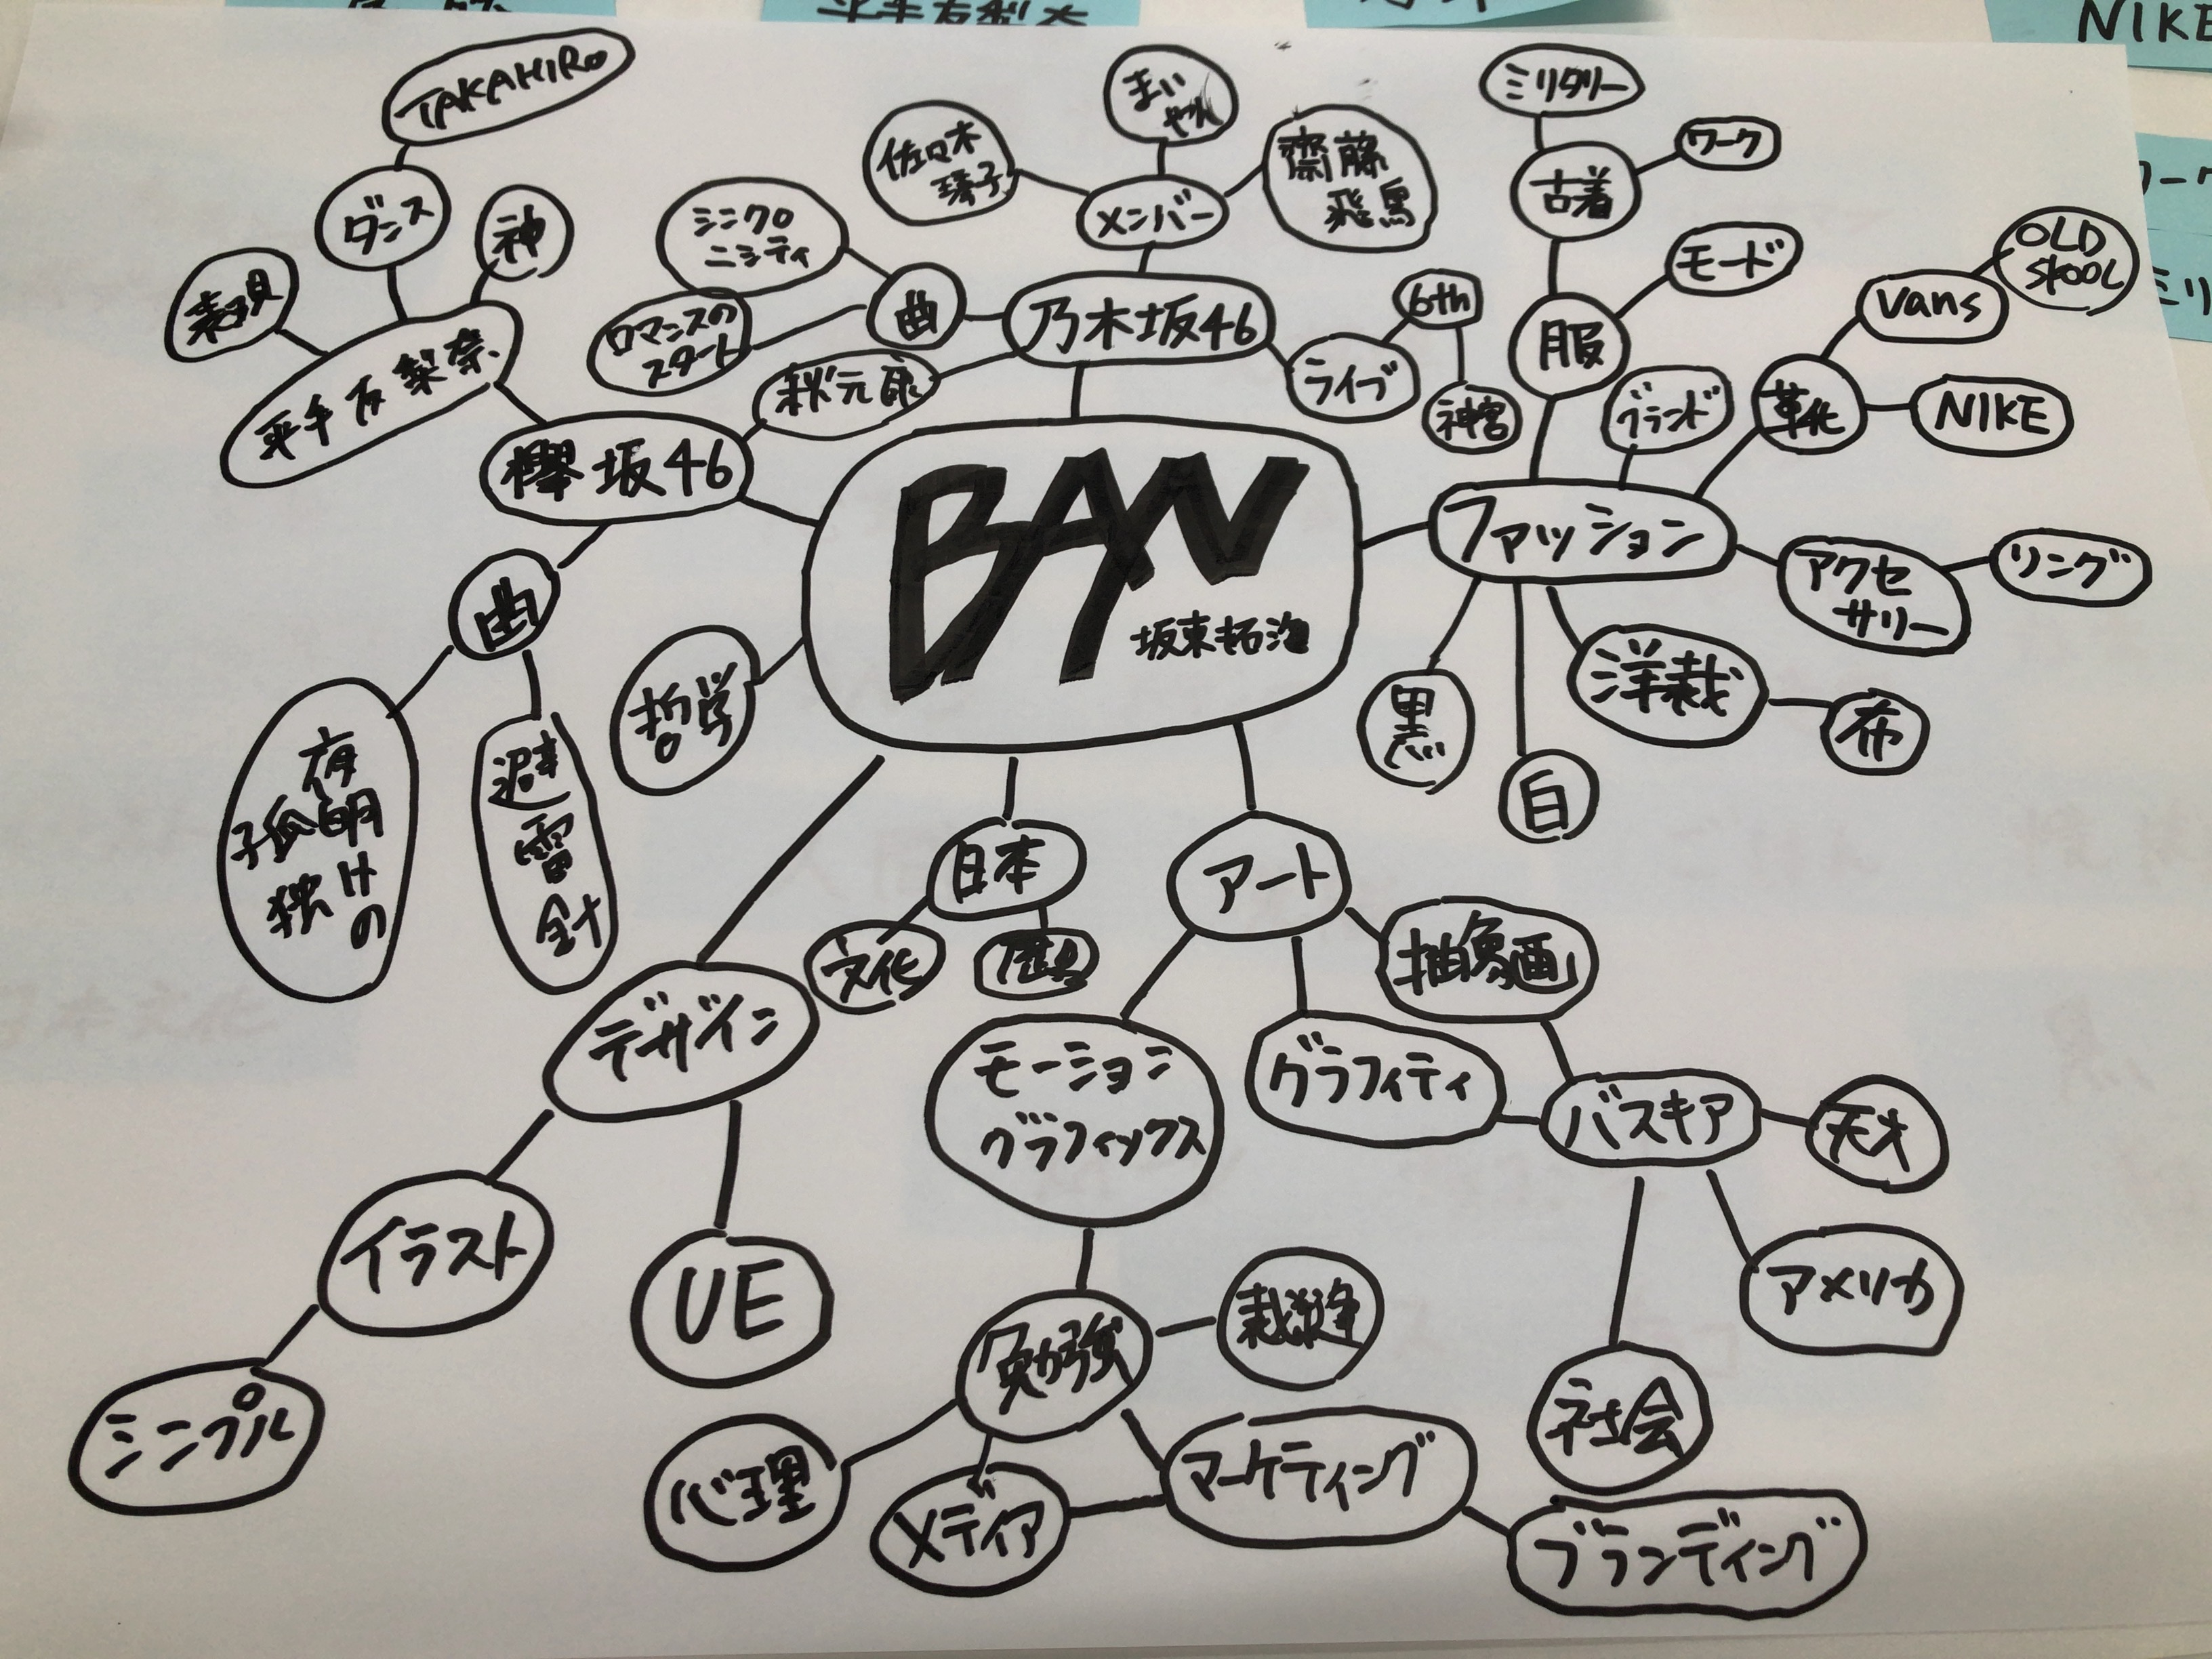 NIKE
TAKAHIRO
ダンス
神
平手友梨奈
欅坂46
曲
夜明けの
孤独
避雷針
佐々木
琴子
まい
やん
齋藤
飛鳥
メンバー
シンクロ
ニシティ
ロマンスの
スタート
曲
秋元康
乃木坂46
ライブ
6th
神宮
ミリタリー
ワーク
古着
モード
服
ブランド
OLD
SKOOL
vans
靴
NIKE
ファッション
アクセ
サリー
リング
洋裁
布
黒
白
BAN
坂東拓
哲学
日本
文化
歴史
アート
抽象画
グラフィティ
バスキア
天才
アメリカ
社会
モーション
グラフィックス
勉強
裁縫
心理
メディア
マーケティング
ブランディング
デザイン
イラスト
シンプル
UE